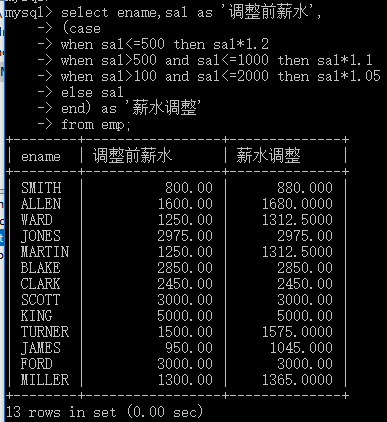 mysql> select ename,sal as '调整前薪水',
    -> (case
    -> when sal<=500 then sal*1.2
    -> when sal>500 and sal<=1000 then sal*1.1
    -> when sal>100 and sal<=2000 then sal*1.05
    -> else sal
    -> end) as '薪水调整'
    -> from emp;
+--------+------------+-----------+
| ename | 调整前薪水 | 薪水调整 |
+--------+------------+-----------+
| SMITH | 800.00 | 880.000 |
| ALLEN | 1600.00 | 1680.0000 |
| WARD | 1250.00 | 1312.5000 |
| JONES | 2975.00 | 2975.00 |
| MARTIN | 1250.00 | 1312.5000 |
| BLAKE | 2850.00 | 2850.00 |
| CLARK | 2450.00 | 2450.00 |
| SCOTT | 3000.00 | 3000.00 |
| KING | 5000.00 | 5000.00 |
| TURNER | 1500.00 | 1575.0000 |
| JAMES | 950.00 | 1045.000 |
| FORD | 3000.00 | 3000.00 |
| MILLER | 1300.00 | 1365.0000 |
+--------+------------+-----------+
13 rows in set (0.00 sec)